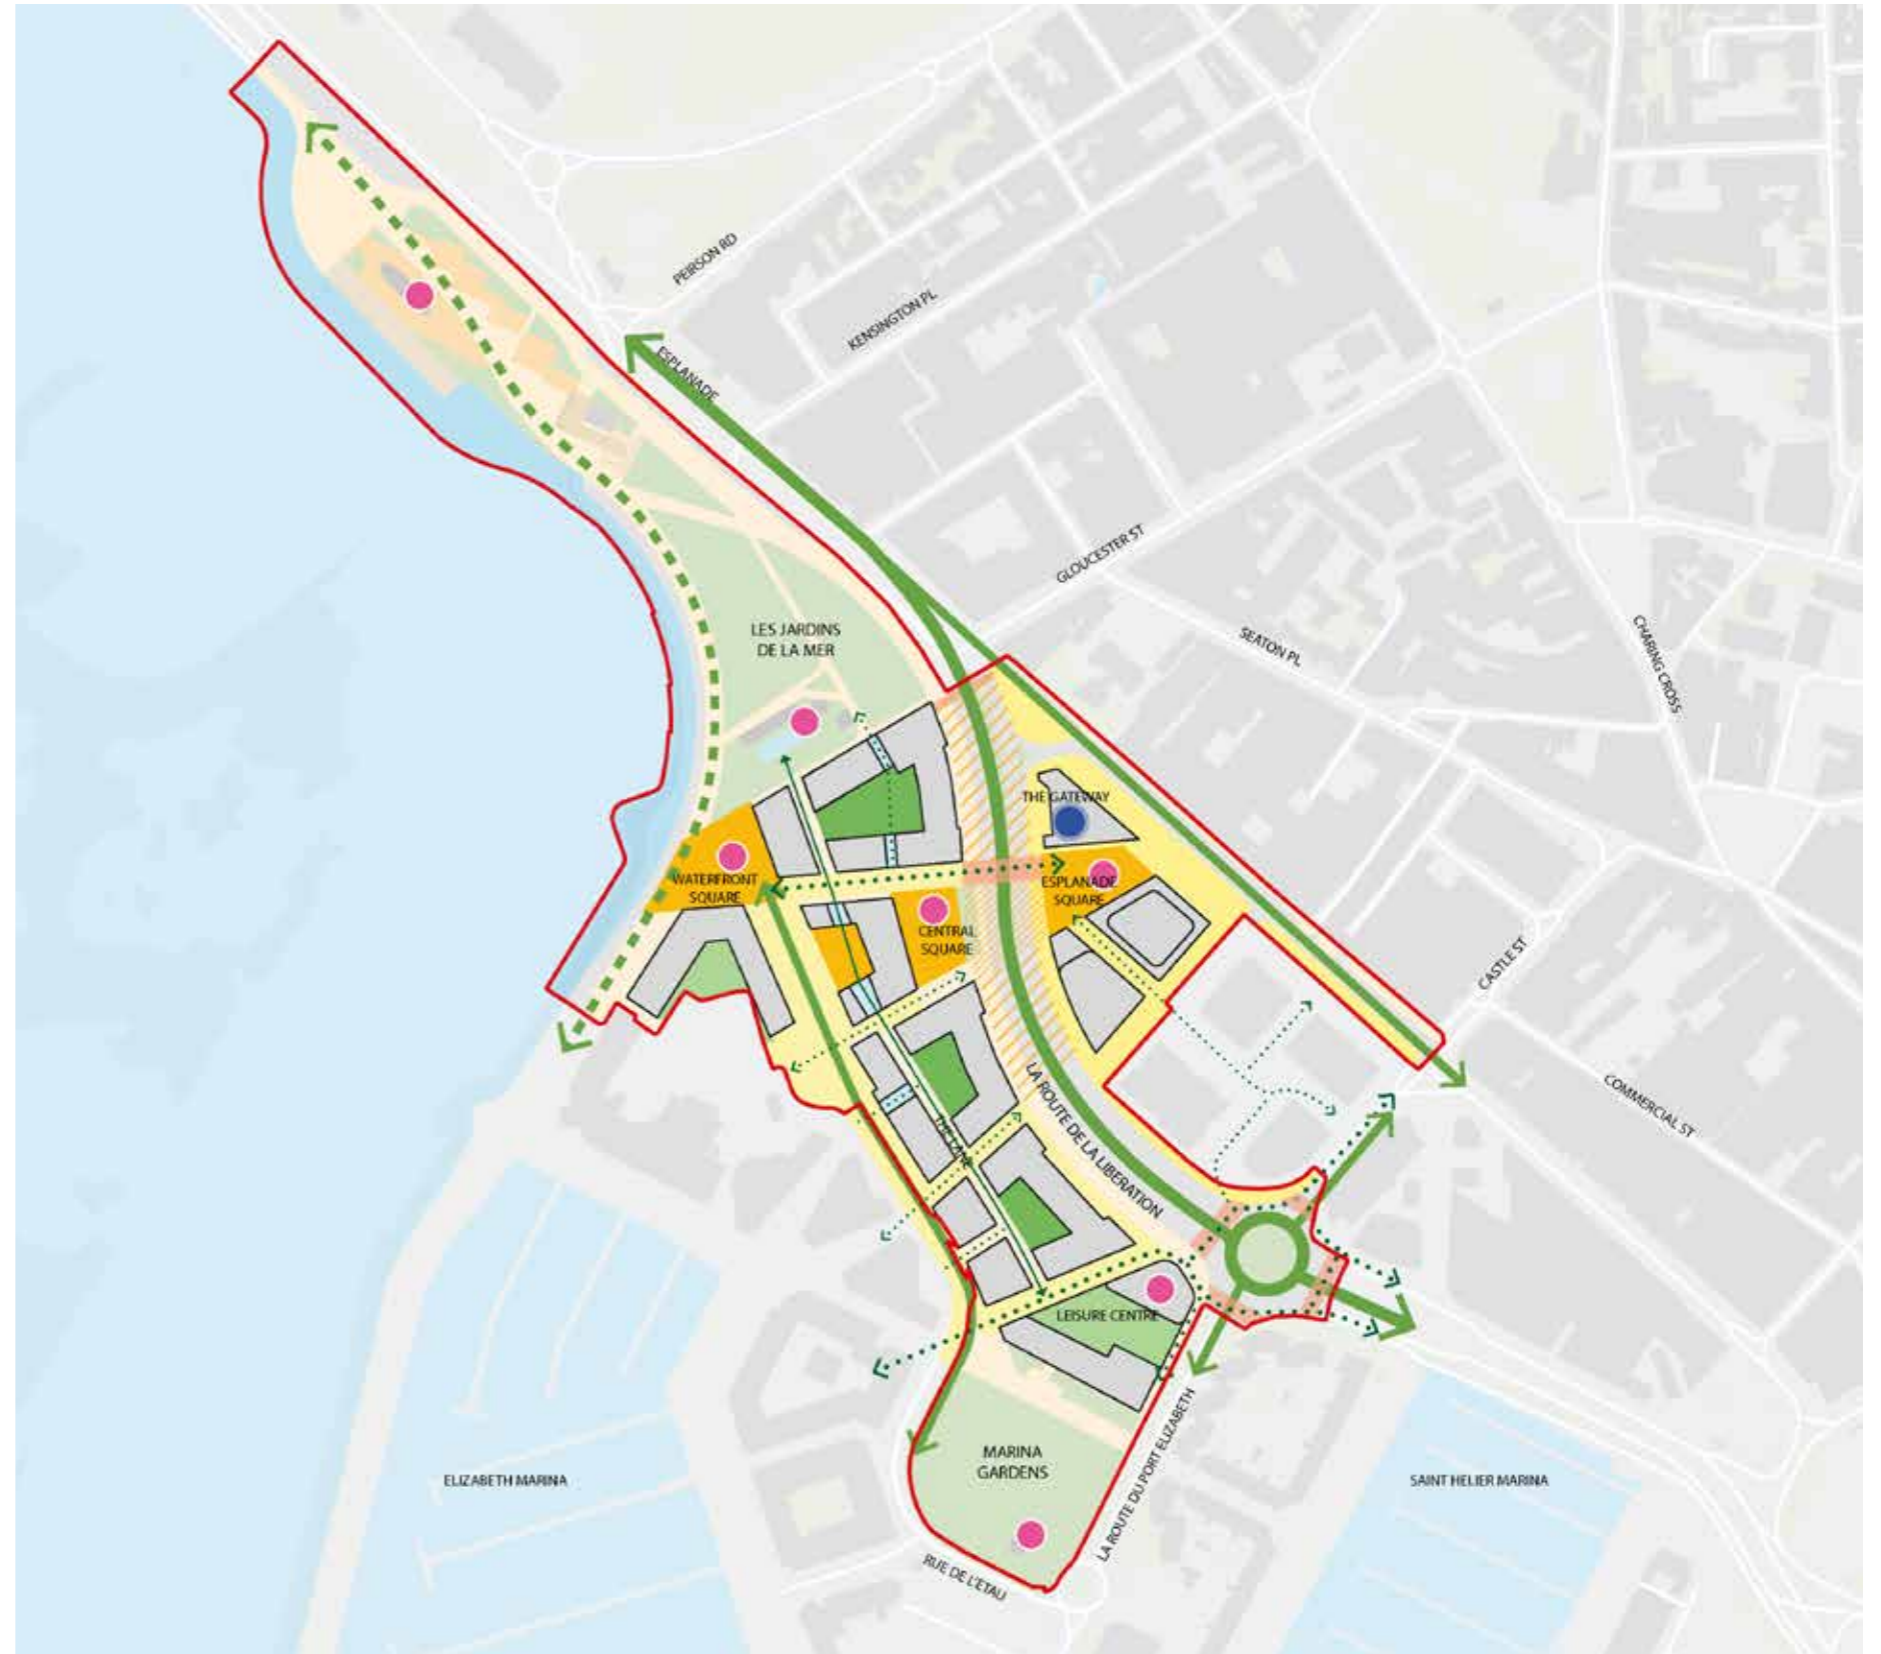 PEIRSON RD
KENSINGTON PL
ESPLANADE
GLOUCESTER ST
SEATON PL
CHARING CROSS
LES JARDINS
DE LA MER
THE GATEWAY
WATERFRONT
SQUARE
ESPLANADE
SQUARE
CENTRAL
SQUARE
CASTLE ST
COMMERCIAL ST
LA ROUTE DE LA LIBERATION
THE LANE
LEISURE CENTRE
MARINA
GARDENS
LA ROUTE DU PORT ELIZABETH
ELIZABETH MARINA
SAINT HELIER MARINA
RUE DE L'ETAU